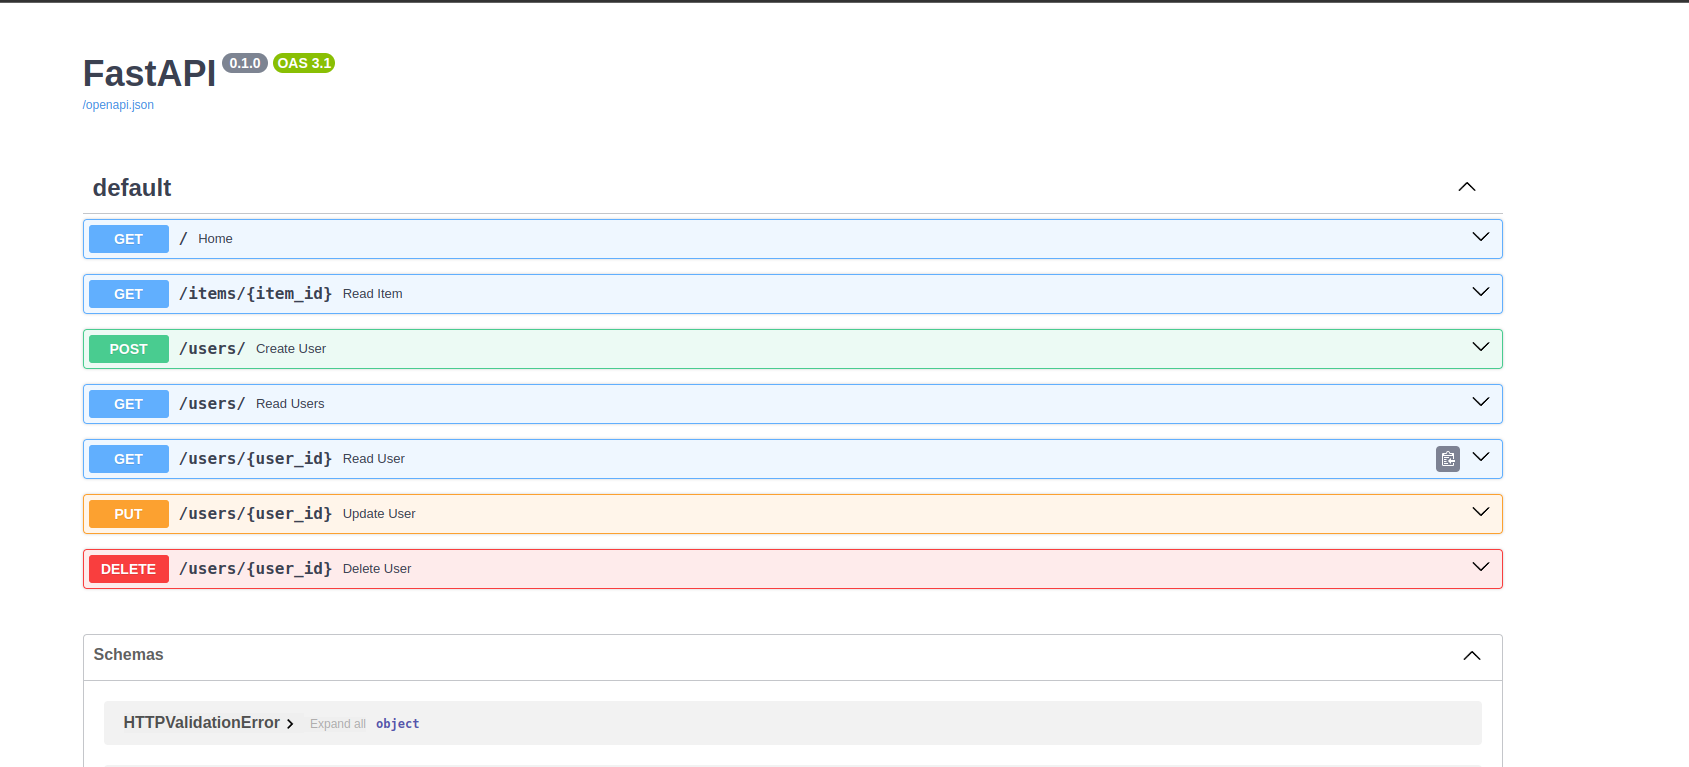 FastAPI 0.1.0 OAS 3.1
/openapi.json
default
GET / Home
GET /items/{item_id} Read Item
POST /users/ Create User
GET /users/ Read Users
GET /users/{user_id} Read User
PUT /users/{user_id} Update User
DELETE /users/{user_id} Delete User
Schemas
HTTPValidationError Expand all object